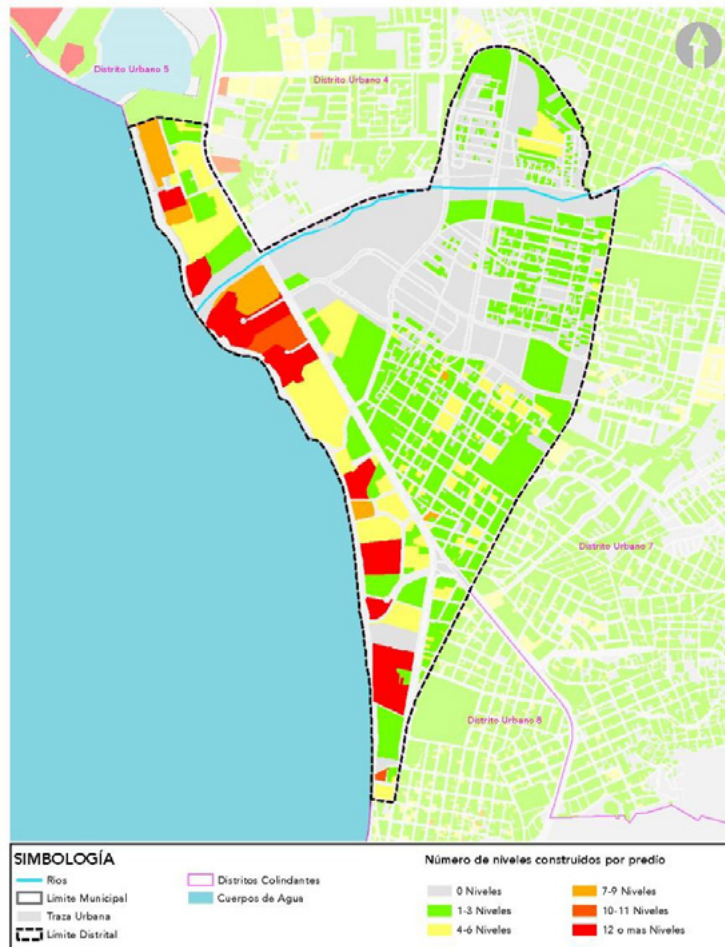 Distrito Urbano 5
Distrito Urbano 4
Distrito Urbano 7
Distrito Urbano 8
SIMBOLOGÍA
Ríos
Límite Municipal
Traza Urbana
Límite Distrital
Distritos Colindantes
Cuerpos de Agua
Número de niveles construidos por predio
0 Niveles
1-3 Niveles
4-6 Niveles
7-9 Niveles
10-11 Niveles
12 o mas Niveles